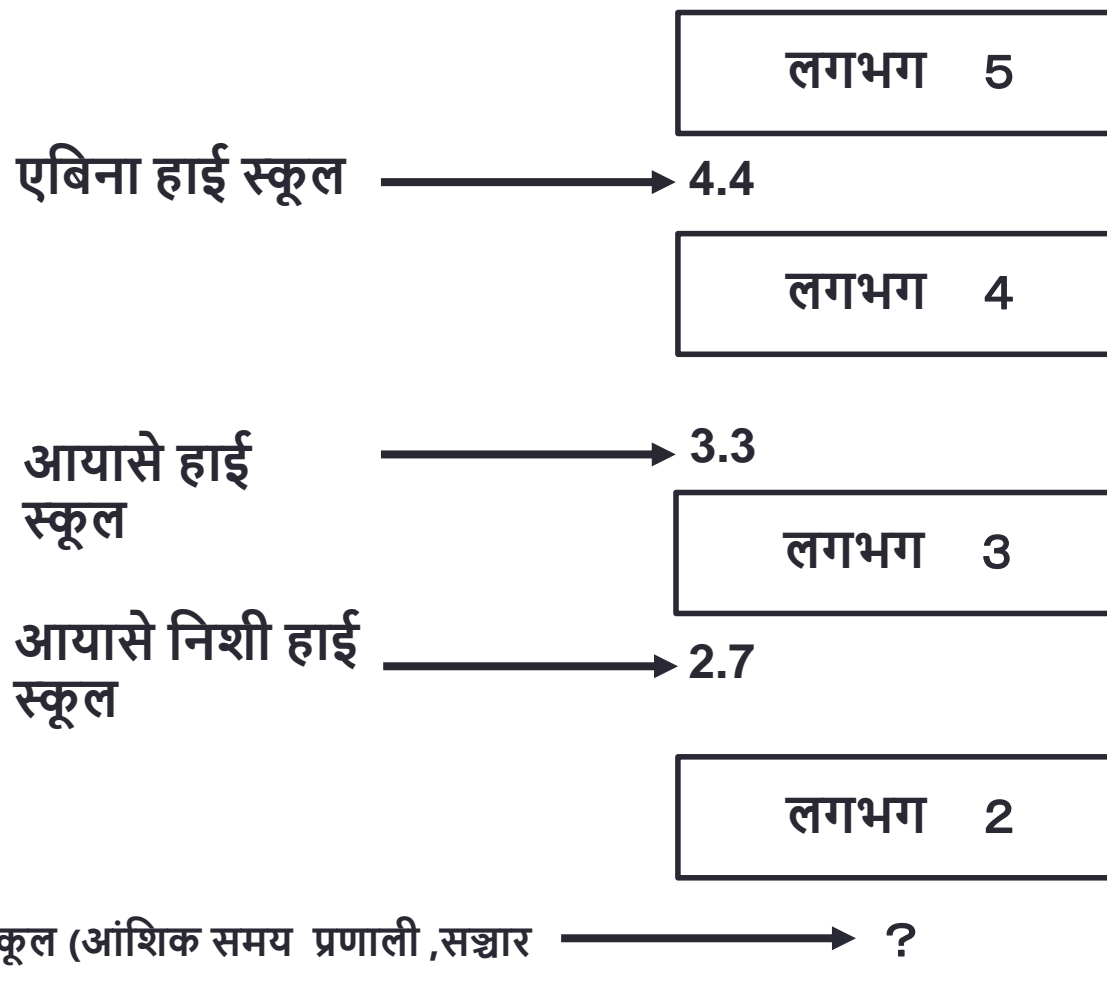 लगभग 5
एबिना हाई स्कूल 4.4
लगभग 4
आयासे हाई
स्कूल
3.3
लगभग 3
आयासे निशी हाई
स्कूल
2.7
लगभग 2
कूल (आंशिक समय प्रणाली ,सञ्चार ?